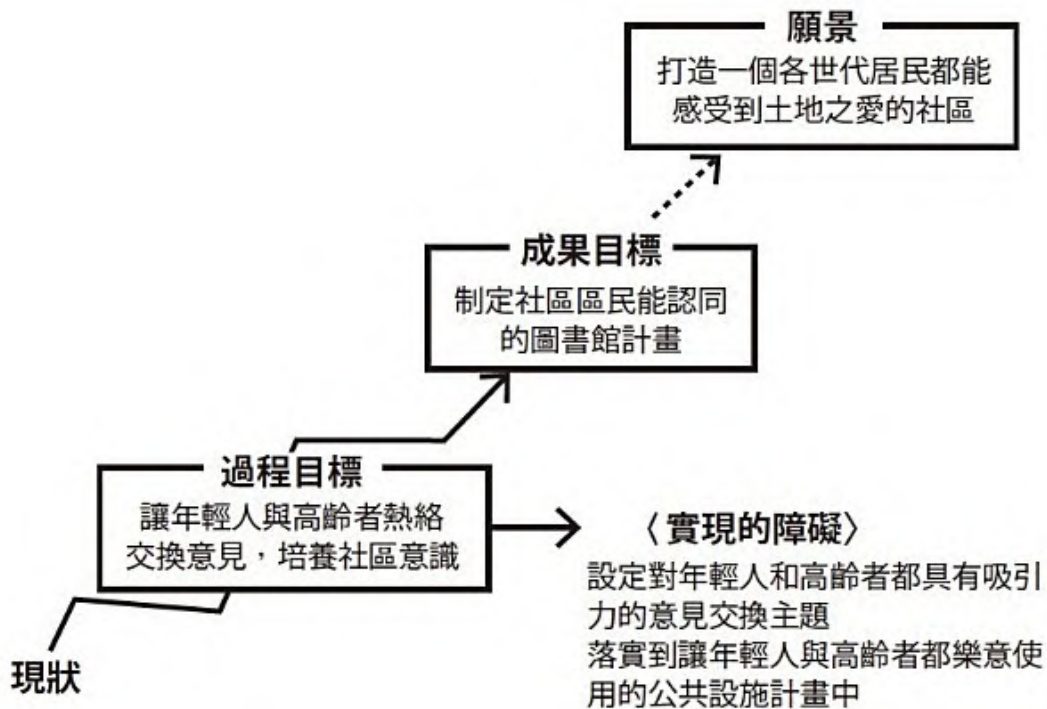 願景
打造一個各世代居民都能
感受到土地之愛的社區
成果目標
制定社區區民能認同
的圖書館計畫
過程目標
讓年輕人與高齡者熱絡
交換意見，培養社區意識
〈實現的障礙〉
設定對年輕人和高齡者都具有吸引
力的意見交換主題
落實到讓年輕人與高齡者都樂意使
用的公共設施計畫中
現狀